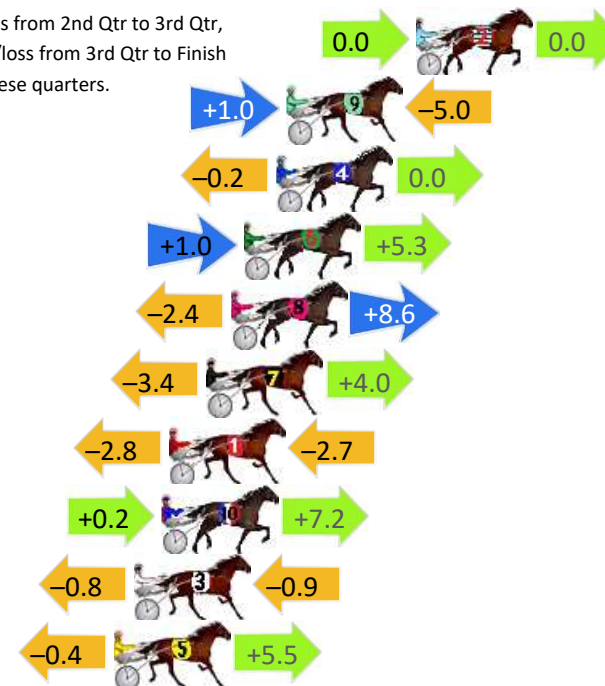 s from 2nd Qtr to 3rd Qtr,
/loss from 3rd Qtr to Finish
ese quarters.
0.0 0.0
+1.0 9 –5.0
–0.2 4 0.0
+1.0 6 +5.3
–2.4 8 +8.6
–3.4 7 +4.0
–2.8 1 –2.7
+0.2 10 +7.2
–0.8 3 –0.9
–0.4 5 +5.5